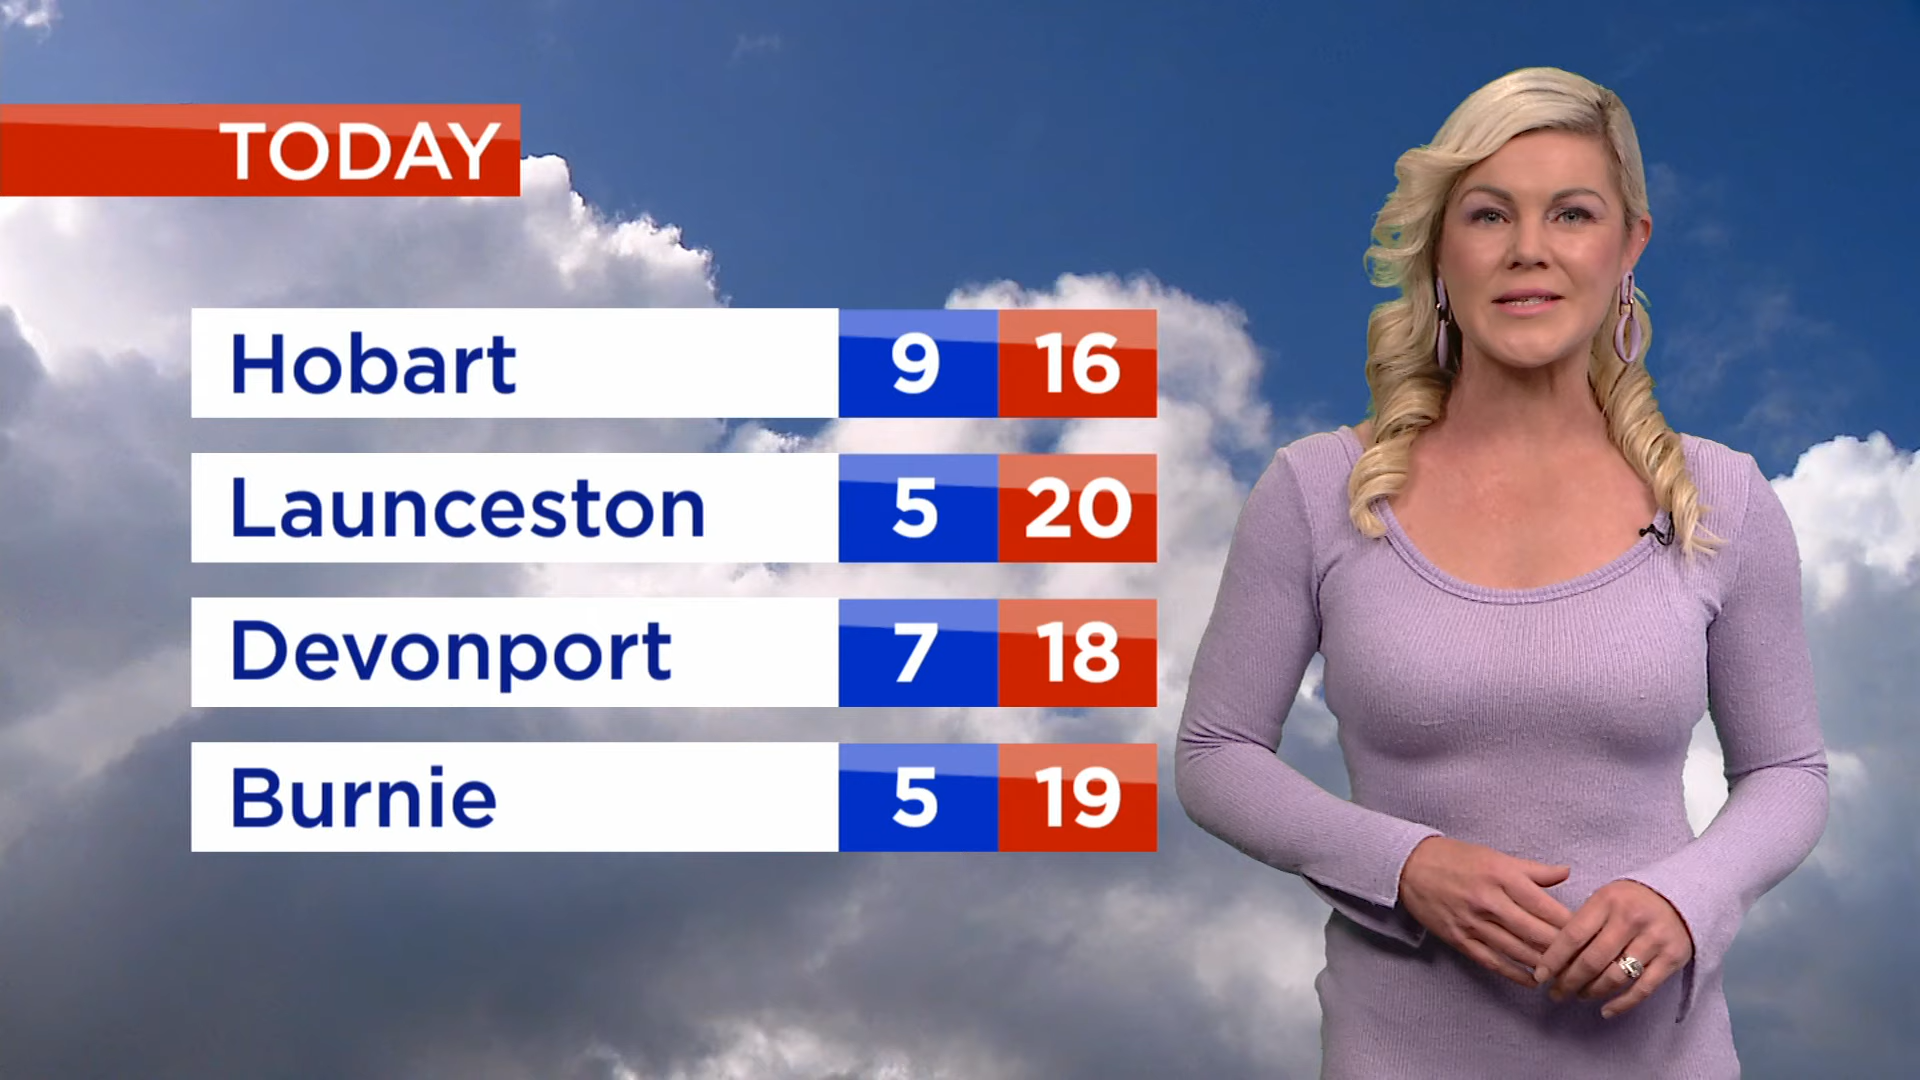 TODAY
Hobart 9 16
Launceston 5 20
Devonport 7 18
Burnie 5 19